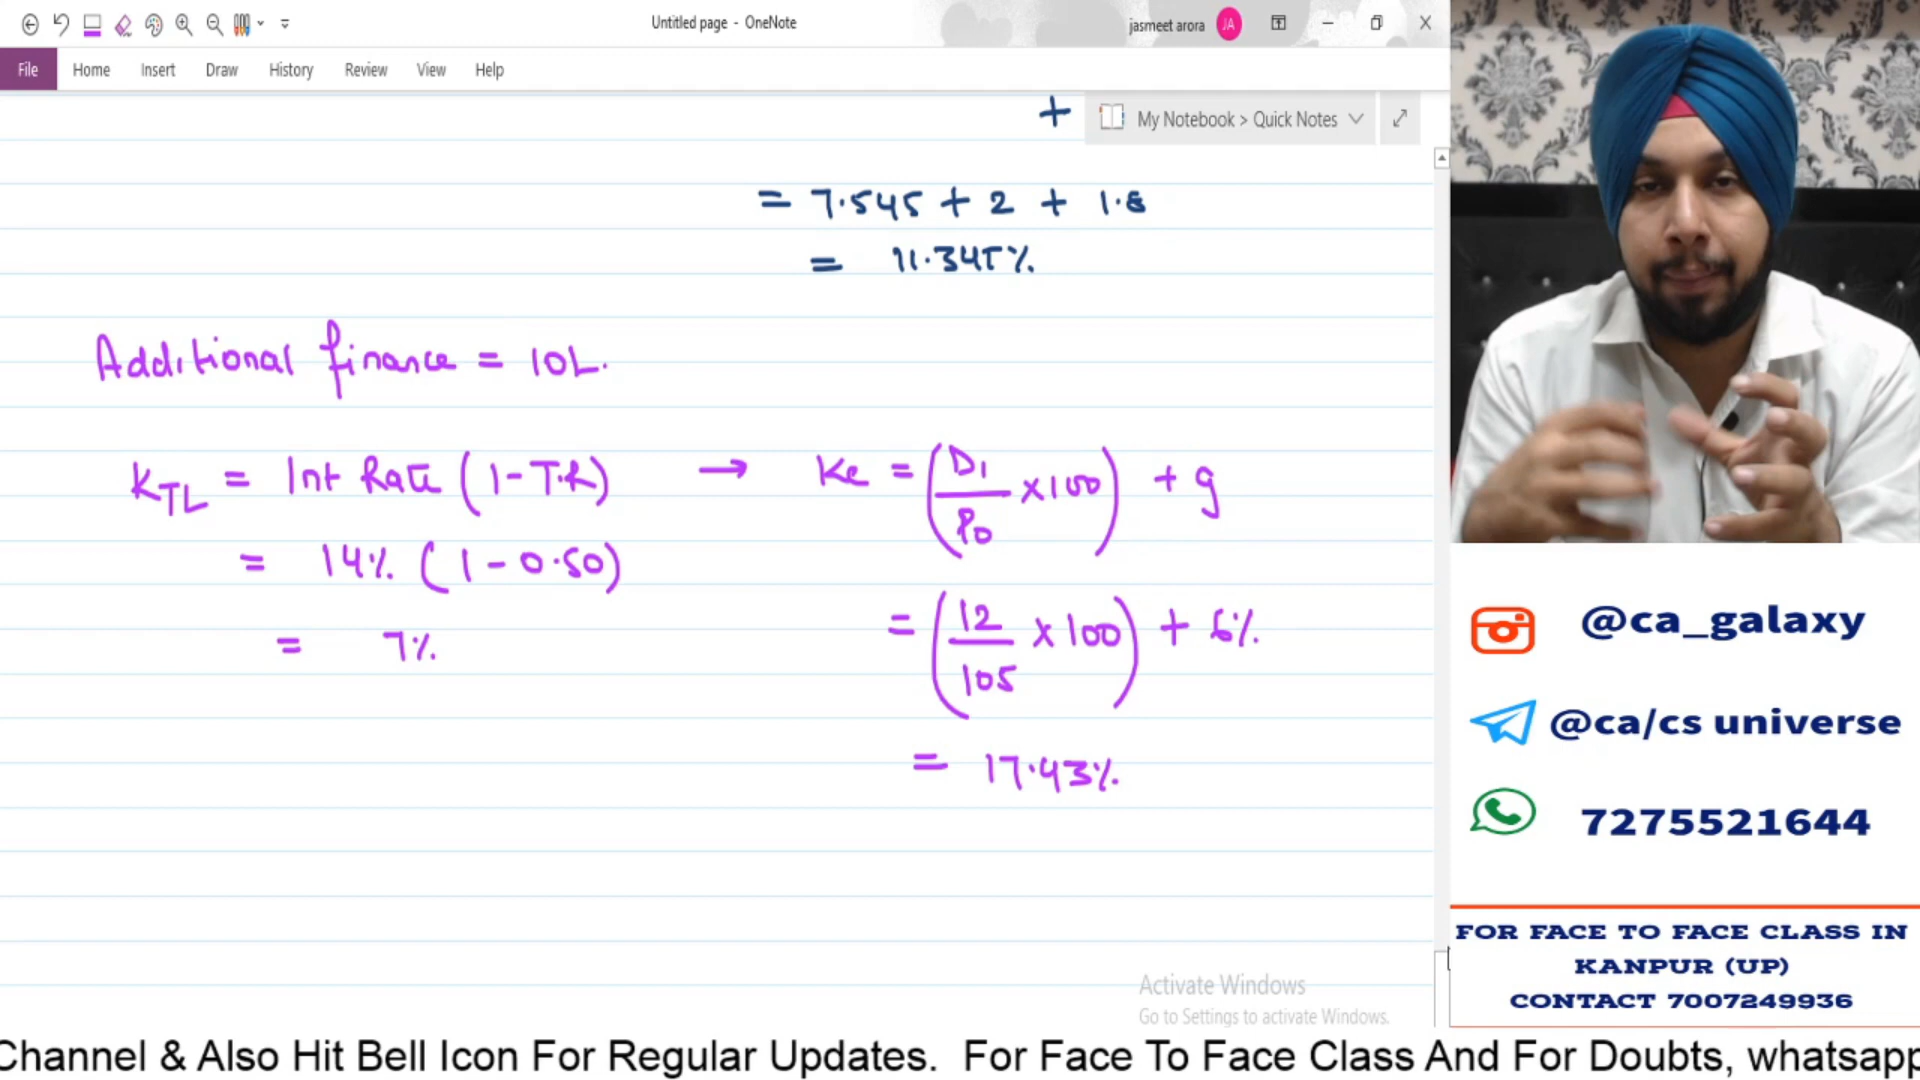 Untitled page - OneNote
jasmeet arora JA
File Home Insert Draw History Review View Help
+
My Notebook > Quick Notes
= 7.545 + 2 + 1.8
= 11.345%
Additional finance = 10L.
KTL = Int Rate (1-T.R) → Ke = (D1/P0 x100) + g
= 14% (1-0.50)
= 7%
= (12/105 x100) + 6%
= 17.43%
@ca_galaxy
@ca/cs universe
7275521644
FOR FACE TO FACE CLASS IN
KANPUR (UP)
CONTACT 7007249936
Activate Windows
Go to Settings to activate Windows.
Channel & Also Hit Bell Icon For Regular Updates. For Face To Face Class And For Doubts, whatsapp